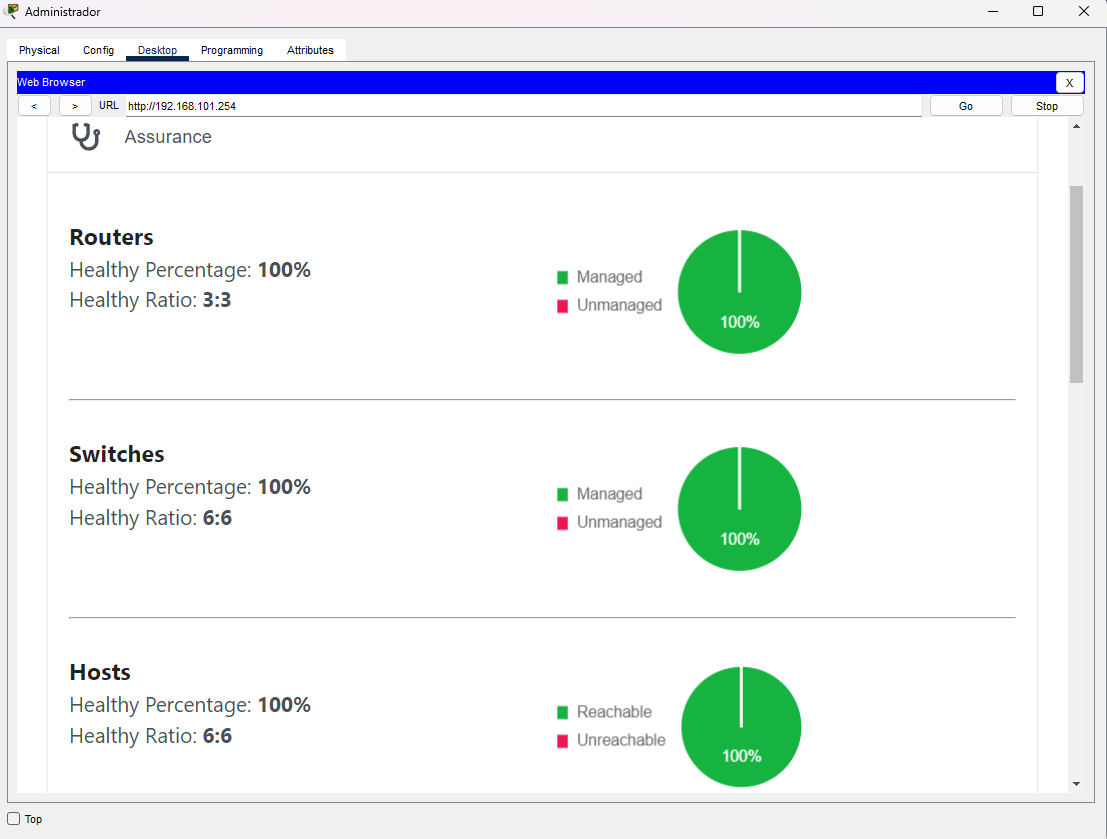 Administrador
Physical Config Desktop Programming Attributes
Web Browser
X
< > URL http://192.168.101.254 Go Stop
Assurance
Routers
Healthy Percentage: 100%
Healthy Ratio: 3:3
Managed
Unmanaged
100%
Switches
Healthy Percentage: 100%
Healthy Ratio: 6:6
Managed
Unmanaged
100%
Hosts
Healthy Percentage: 100%
Healthy Ratio: 6:6
Reachable
Unreachable
100%
Top